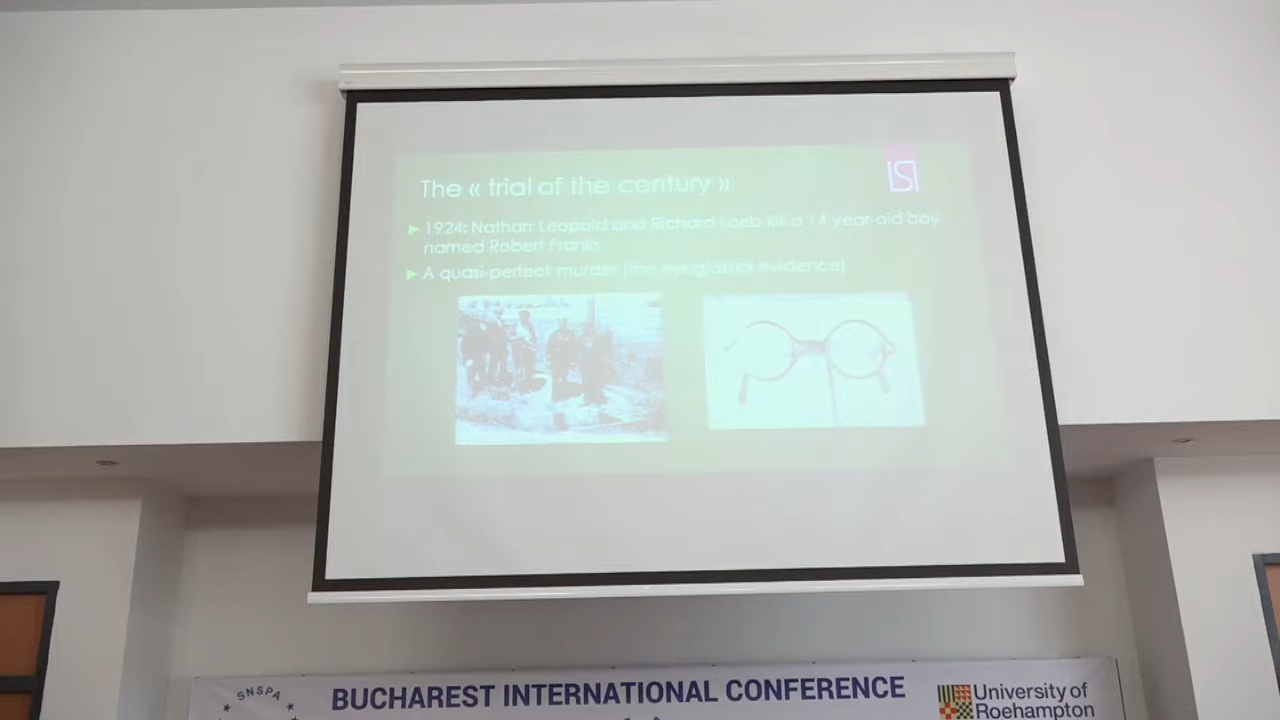 The « trial of the century »
1924: Nathan Leopold and Richard Loeb kill a 14 year-old boy
named Robert Franks
A quasi-perfect murder (the eyeglasses evidence)
SNSPA
BUCHAREST INTERNATIONAL CONFERENCE
University of
Roehampton